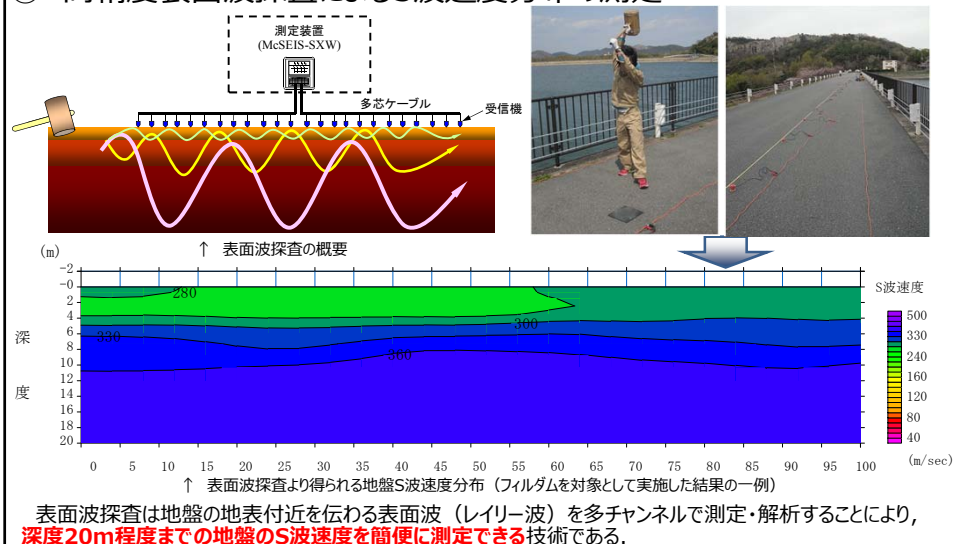 測定装置
(McSEIS-SXW)
多芯ケーブル
受信機
↑ 表面波探査の概要
(m)
-2
-0
2
4
6
8
10
12
14
16
18
20
深
度
280
300
330
360
S波速度
500
330
240
160
120
80
40
(m/sec)
0 5 10 15 20 25 30 35 40 45 50 55 60 65 70 75 80 85 90 95 100
↑ 表面波探査より得られる地盤S波速度分布（フィルダムを対象として実施した結果の一例）
表面波探査は地盤の地表付近を伝わる表面波（レイリー波）を多チャンネルで測定・解析することにより，
深度20m程度までの地盤のS波速度を簡便に測定できる技術である．